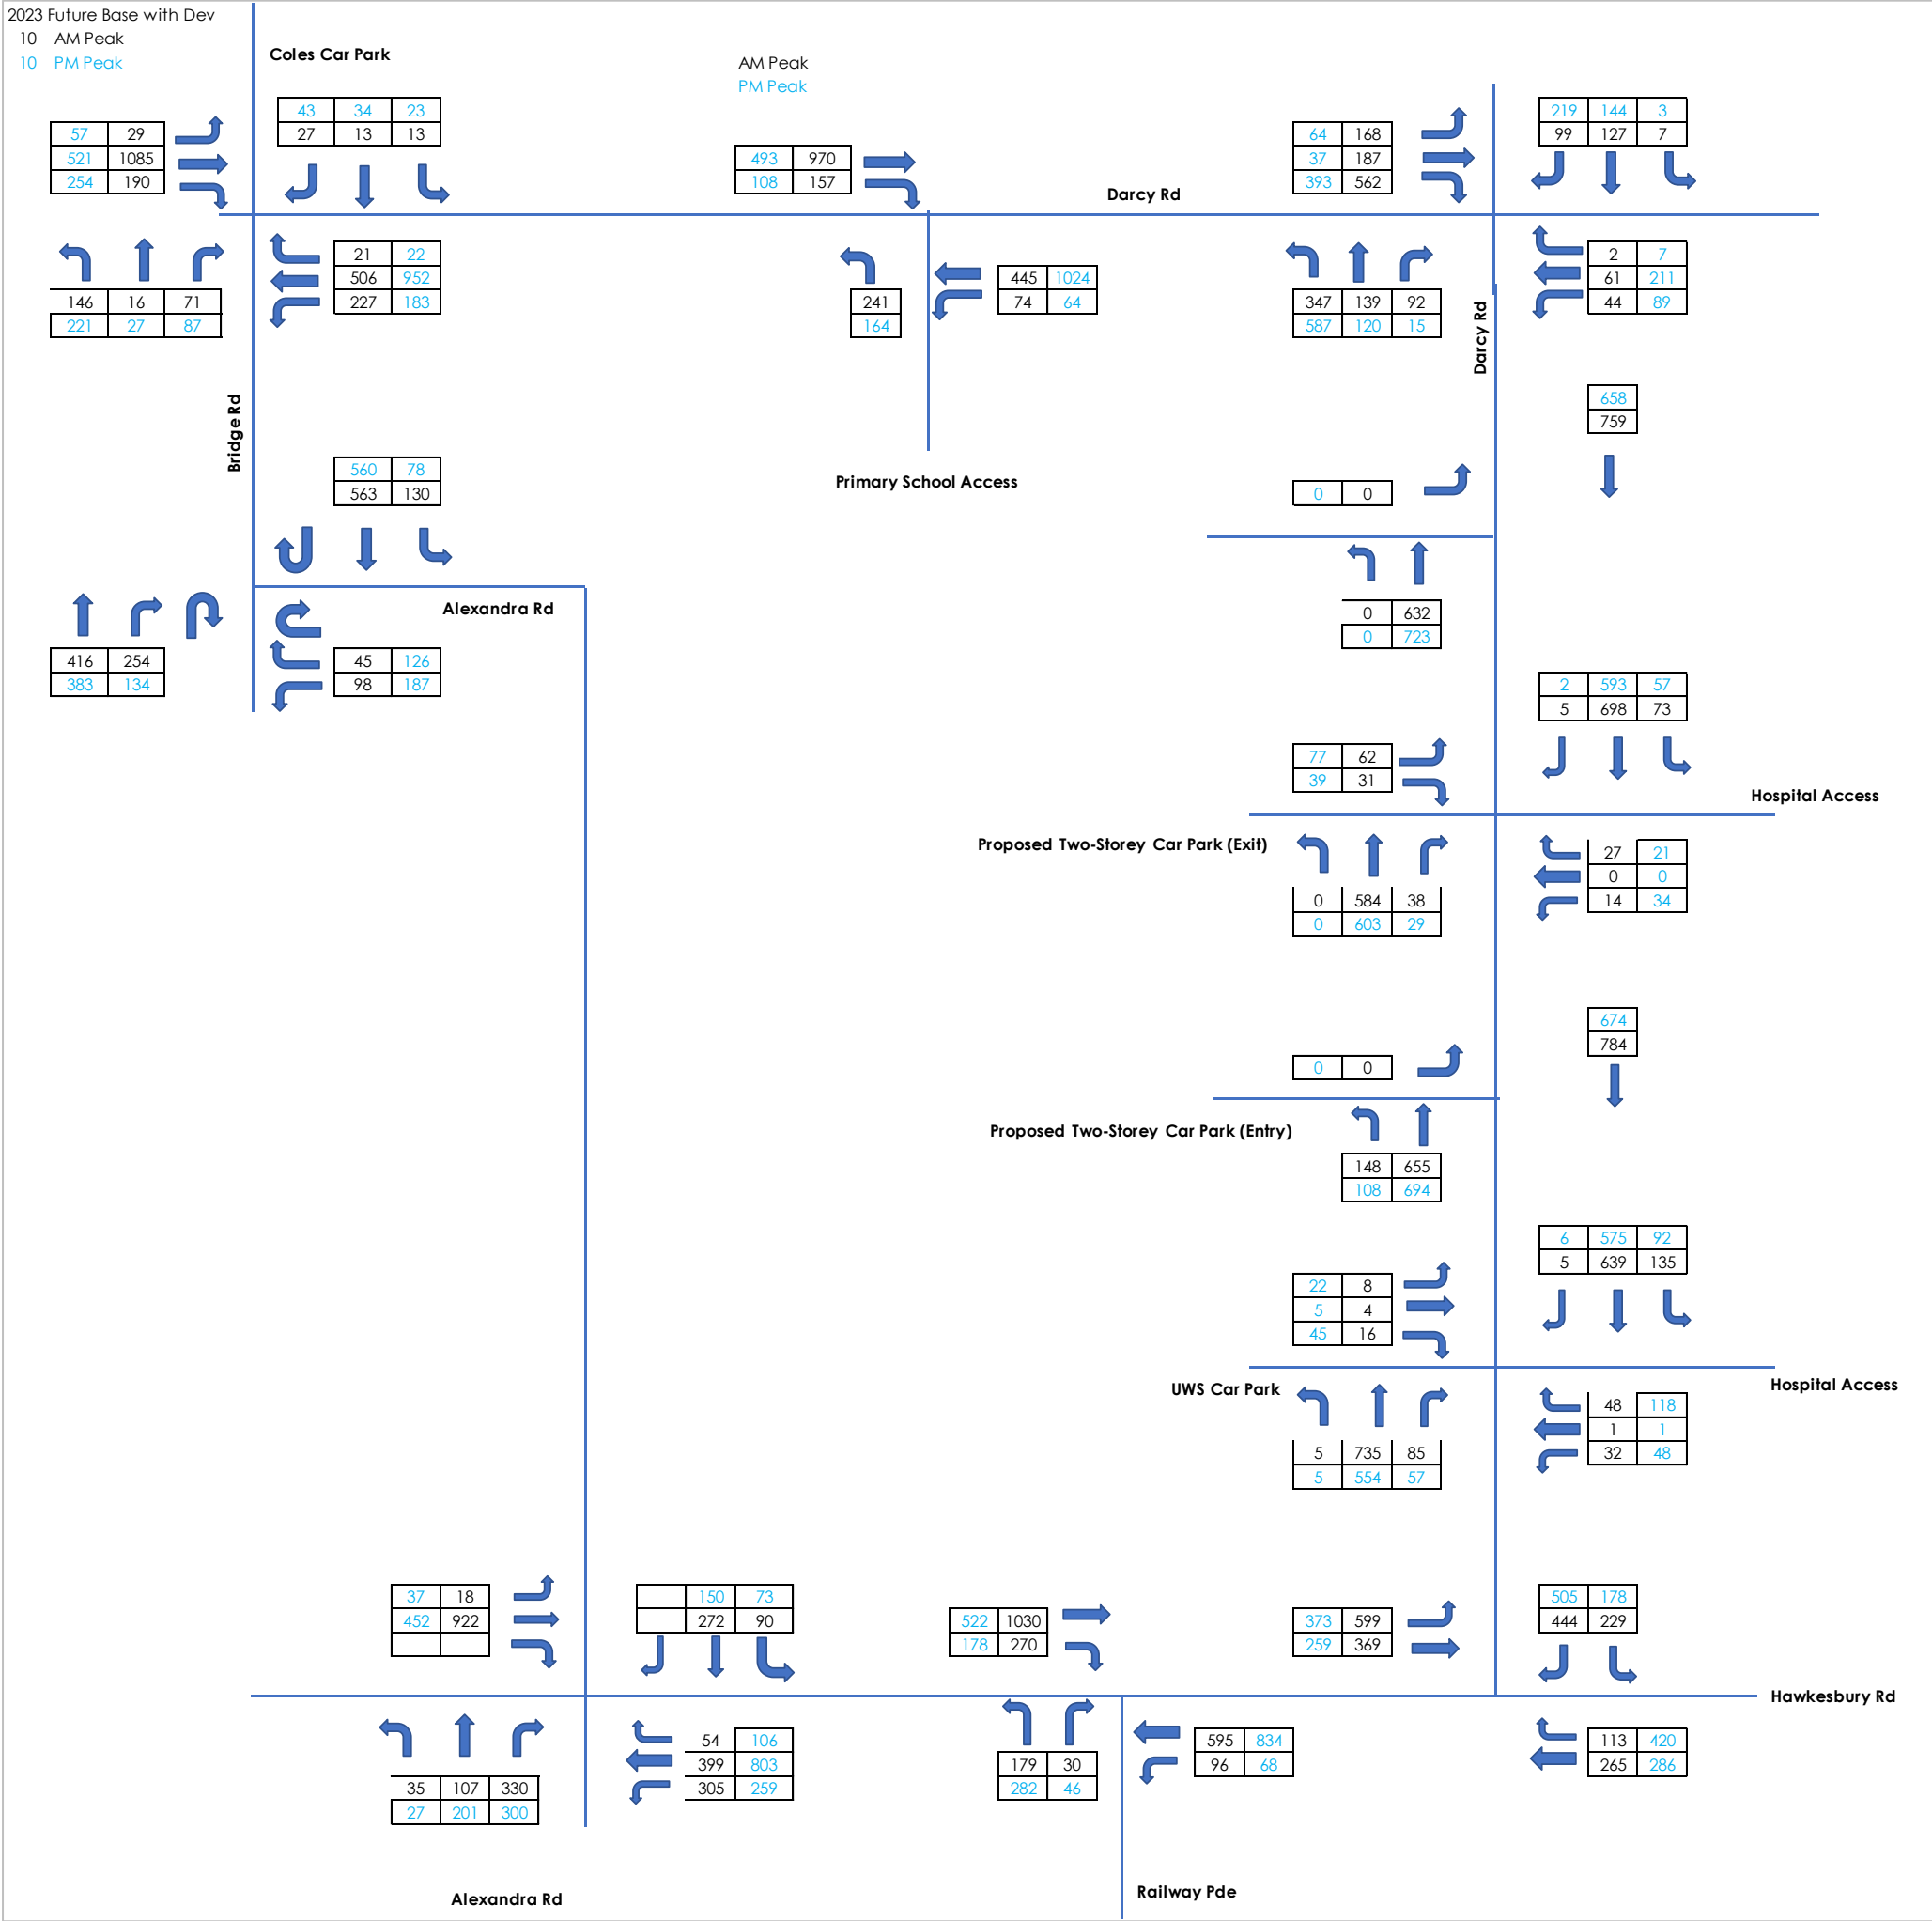 2023 Future Base with Dev
10 AM Peak
10 PM Peak
Coles Car Park
AM Peak
PM Peak
43 34 23
27 13 13
57 29
521 1085
254 190
493 970
108 157
64 168
37 187
393 562
219 144 3
99 127 7
Darcy Rd
146 16 71
221 27 87
21 22
506 952
227 183
241
164
445 1024
74 64
347 139 92
587 120 15
2 7
61 211
44 89
Darcy Rd
Bridge Rd
658
759
560 78
563 130
Primary School Access
0 0
Alexandra Rd
0 632
0 723
416 254
383 134
45 126
98 187
2 593 57
5 698 73
77 62
39 31
Hospital Access
Proposed Two-Storey Car Park (Exit)
0 584 38
0 603 29
27 21
0 0
14 34
674
784
0 0
Proposed Two-Storey Car Park (Entry)
148 655
108 694
6 575 92
5 639 135
22 8
5 4
45 16
UWS Car Park
Hospital Access
5 735 85
5 554 57
48 118
1 1
32 48
37 18
452 922
150 73
272 90
522 1030
178 270
373 599
259 369
505 178
444 229
Hawkesbury Rd
35 107 330
27 201 300
54 106
399 803
305 259
179 30
282 46
595 834
96 68
113 420
265 286
Alexandra Rd
Railway Pde